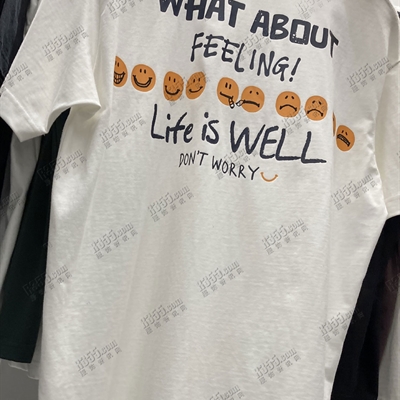 WHAT ABOUT
FEELING!
Life is WELL
DON'T WORRY